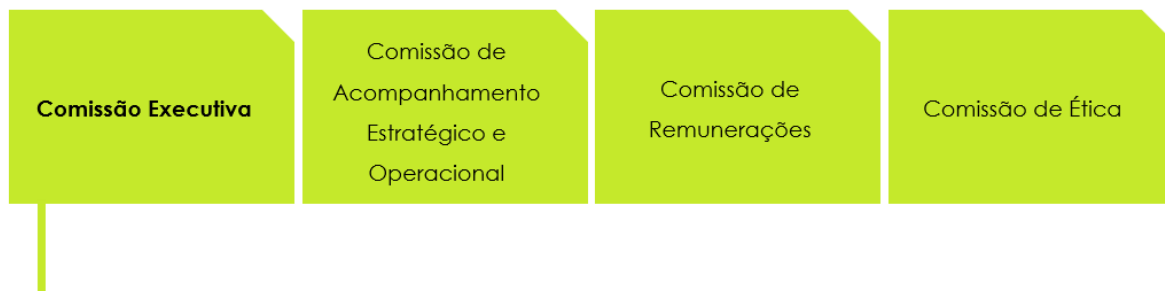 Comissão Executiva
Comissão de
Acompanhamento
Estratégico e
Operacional
Comissão de
Remunerações
Comissão de Ética